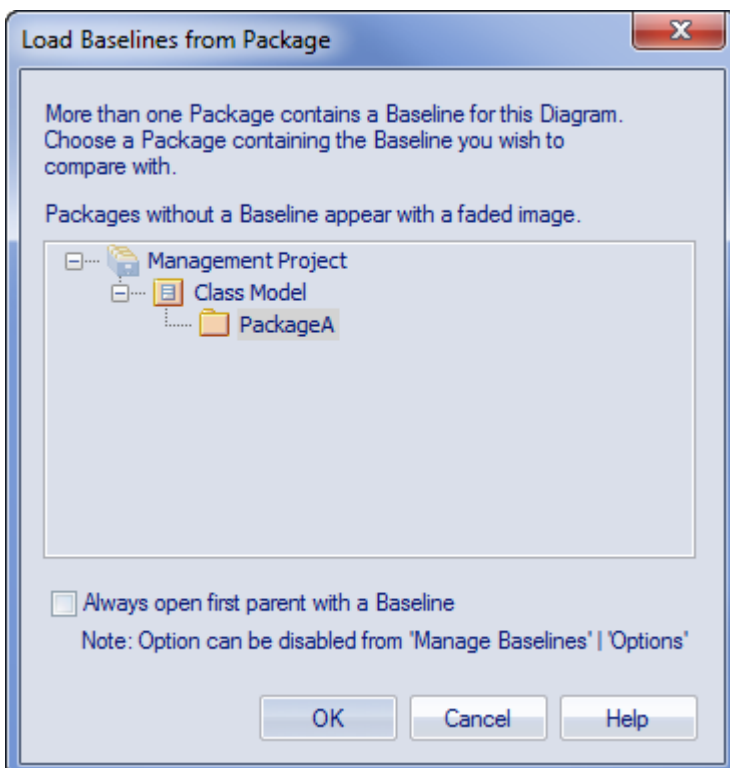 Load Baselines from Package
More than one Package contains a Baseline for this Diagram.
Choose a Package containing the Baseline you wish to
compare with.
Packages without a Baseline appear with a faded image.
Management Project
Class Model
PackageA
Always open first parent with a Baseline
Note: Option can be disabled from 'Manage Baselines' | 'Options'
OK
Cancel
Help